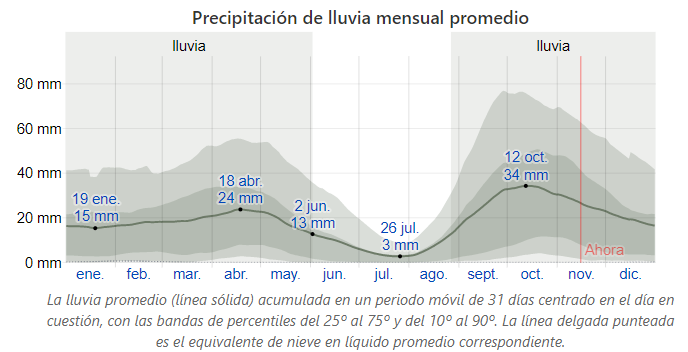 Precipitación de lluvia mensual promedio
lluvia lluvia
80 mm
60 mm
40 mm
20 mm
0 mm
19 ene.
15 mm
18 abr.
24 mm
2 jun.
13 mm
26 jul.
3 mm
12 oct.
34 mm
Ahora
ene. feb. mar. abr. may. jun. jul. ago. sept. oct. nov. dic.
La lluvia promedio (línea sólida) acumulada en un periodo móvil de 31 días centrado en el día en
cuestión, con las bandas de percentiles del 25º al 75º y del 10º al 90º. La línea delgada punteada
es el equivalente de nieve en líquido promedio correspondiente.